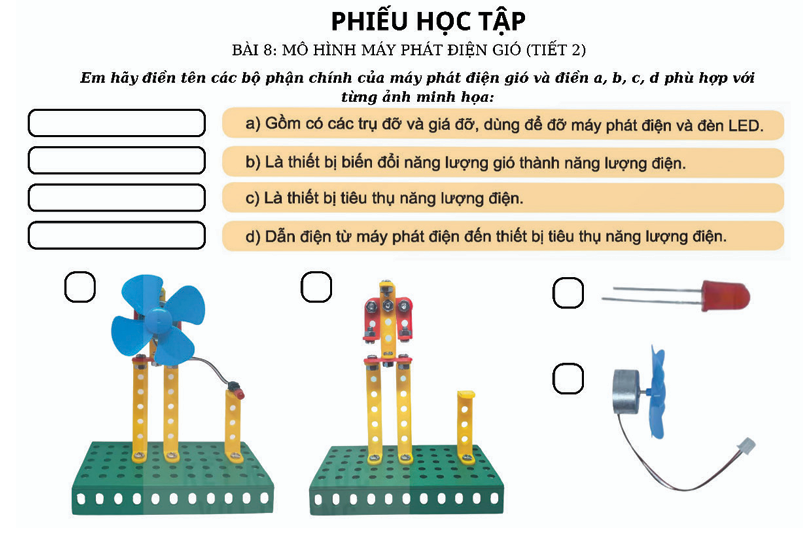 PHIẾU HỌC TẬP
BÀI 8: MÔ HÌNH MÁY PHÁT ĐIỆN GIÓ (TIẾT 2)
Em hãy điền tên các bộ phận chính của máy phát điện gió và điền a, b, c, d phù hợp với
từng ảnh minh họa:
a) Gồm có các trụ đỡ và giá đỡ, dùng để đỡ máy phát điện và đèn LED.
b) Là thiết bị biến đổi năng lượng gió thành năng lượng điện.
c) Là thiết bị tiêu thụ năng lượng điện.
d) Dẫn điện từ máy phát điện đến thiết bị tiêu thụ năng lượng điện.